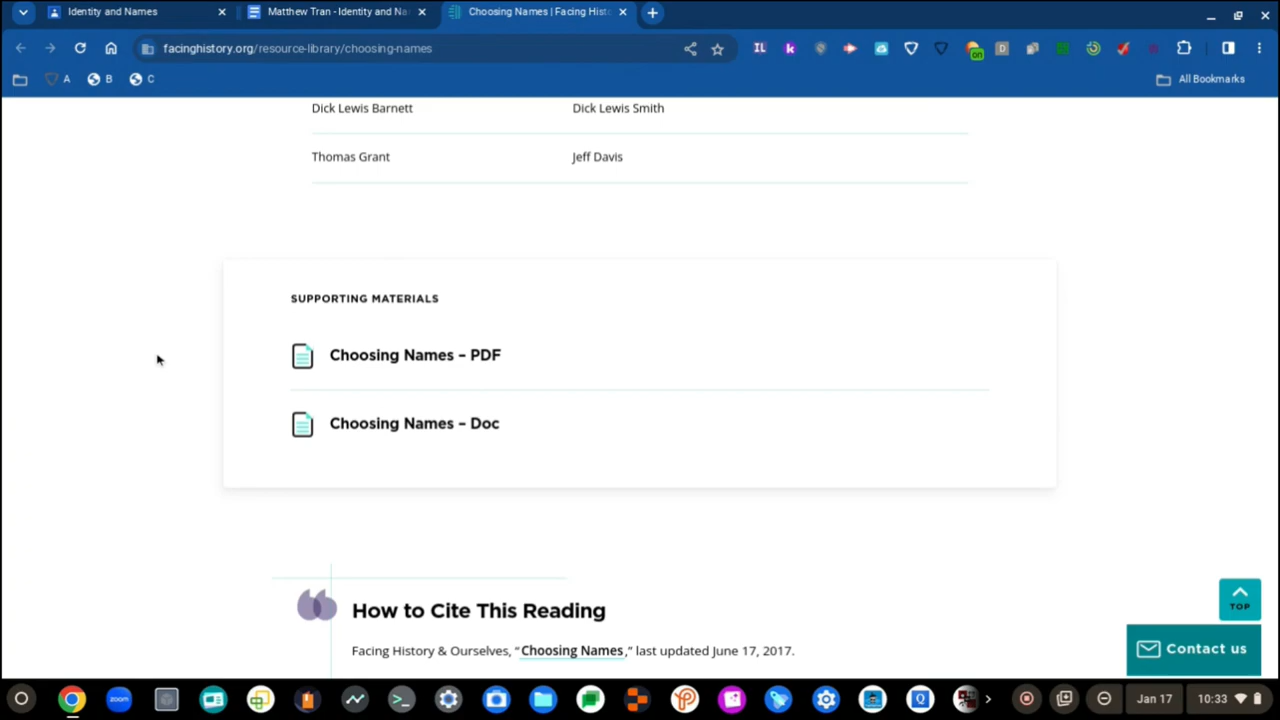 Identity and Names
Matthew Tran - Identity and Na
Choosing Names | Facing Histo
facinghistory.org/resource-library/choosing-names
A
B
C
All Bookmarks
Dick Lewis Barnett Dick Lewis Smith
Thomas Grant Jeff Davis
SUPPORTING MATERIALS
Choosing Names – PDF
Choosing Names – Doc
How to Cite This Reading
Facing History & Ourselves, “Choosing Names,” last updated June 17, 2017.
TOP
Contact us
zoom
Jan 17
10:33